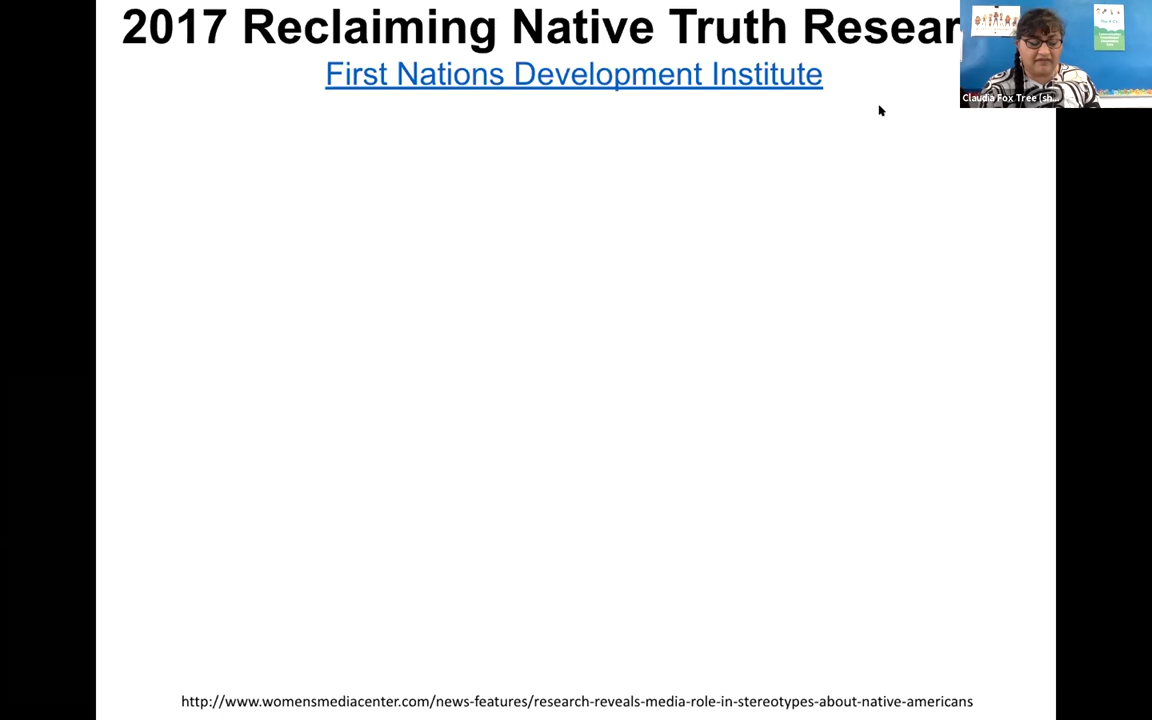 2017 Reclaiming Native Truth Resear
First Nations Development Institute
Claudia Fox Tree (sh...
http://www.womensmediacenter.com/news-features/research-reveals-media-role-in-stereotypes-about-native-americans